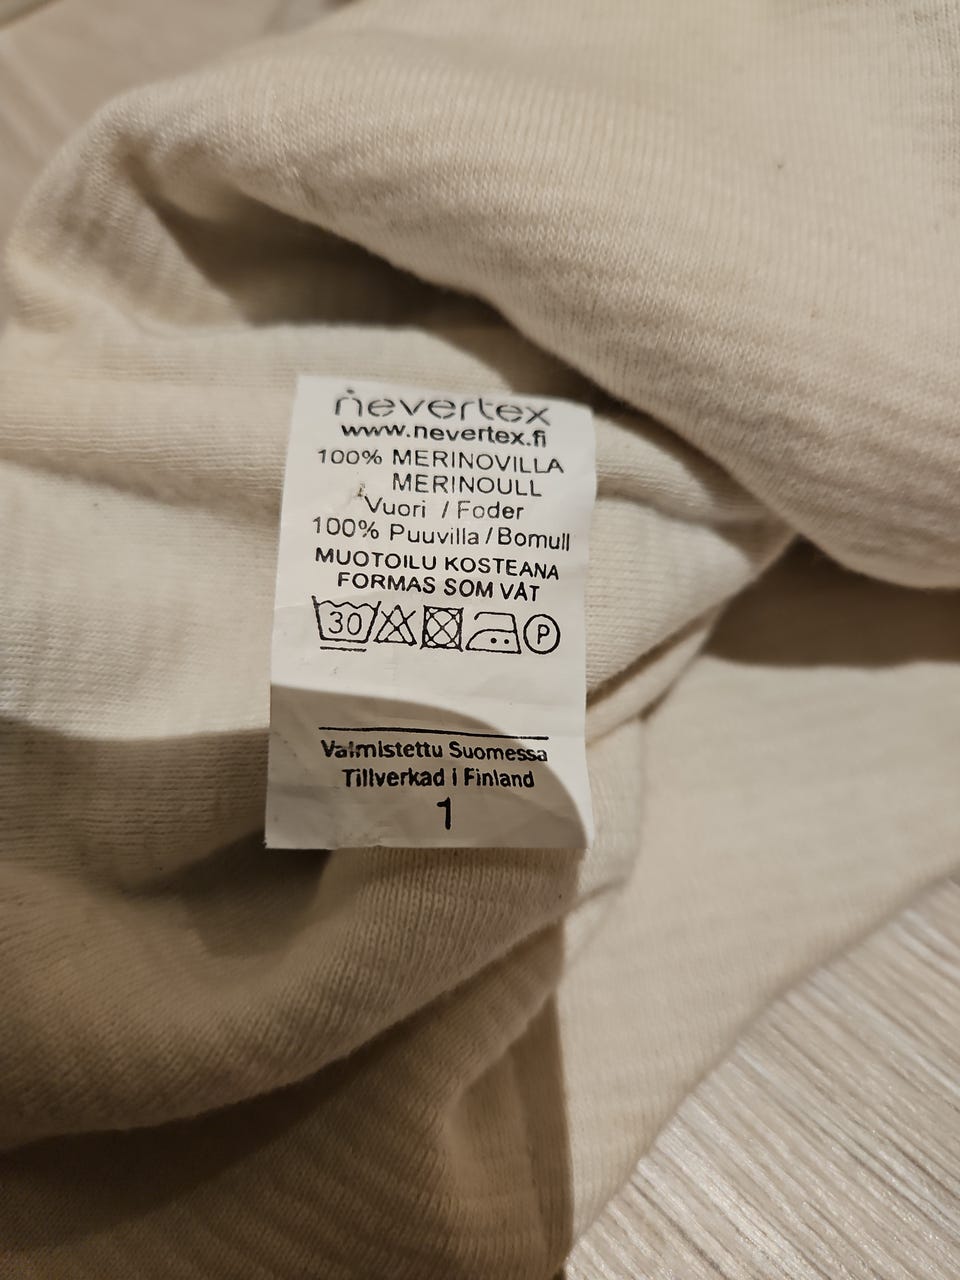 nevertex
www.nevertex.fi
100% MERINOVILLA
MERINOULL
Vuori / Foder
100% Puuvilla / Bomull
MUOTOILU KOSTEANA
FORMAS SOM VÅT
30 P
Valmistettu Suomessa
Tillverkad i Finland
1